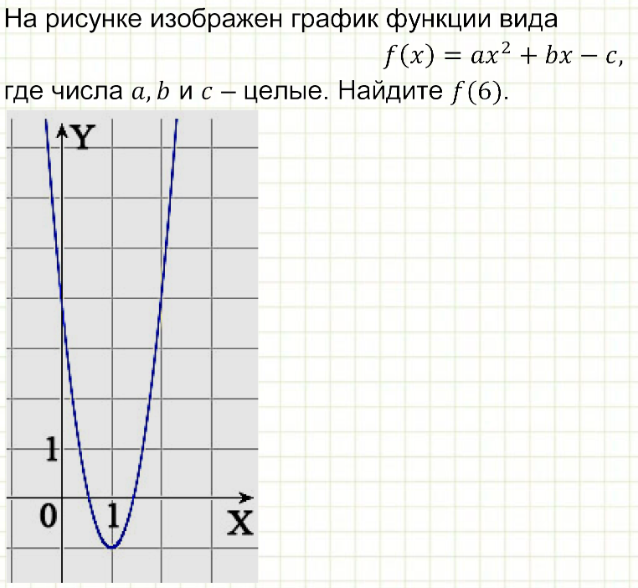 На рисунке изображен график функции вида
f(x) = ax² + bx − c,
где числа a, b и c − целые. Найдите f(6).
Y
1
0
1
X